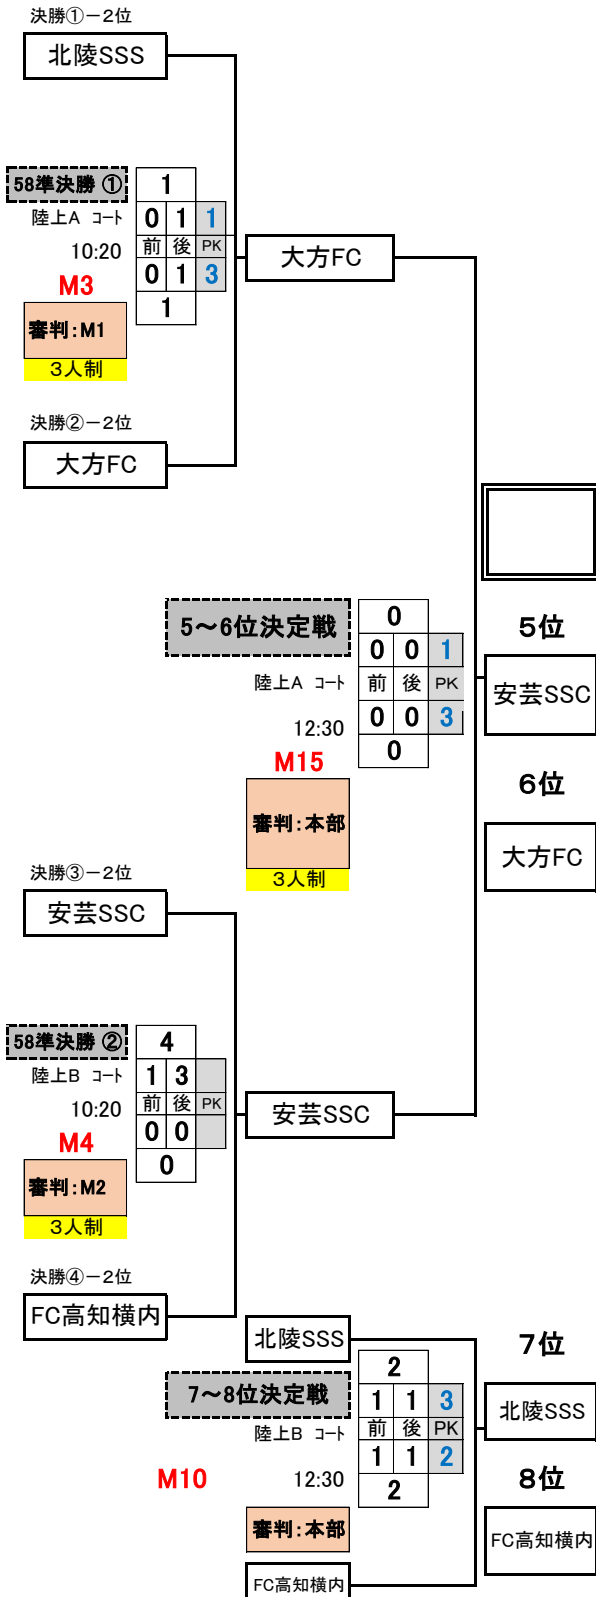 決勝①－２位
北陵SSS
58準決勝 ①
1
陸上A コート
0 1 1
10:20
前 後 PK
大方FC
M3
0 1 3
1
審判：M1
３人制
決勝②－２位
大方FC
5～6位決定戦
0
5位
0 0 1
陸上A コート
前 後 PK
安芸SSC
12:30
0 0 3
M15
0
6位
審判：本部
大方FC
３人制
決勝③－２位
安芸SSC
58準決勝 ②
4
陸上B コート
1 3
10:20
前 後 PK
安芸SSC
M4
0 0
0
審判：M2
３人制
決勝④－２位
FC高知横内
北陵SSS
7位
2
7～8位決定戦
1 1 3
北陵SSS
陸上B コート
前 後 PK
1 1 2
M10
12:30
2
8位
審判：本部
FC高知横内
FC高知横内